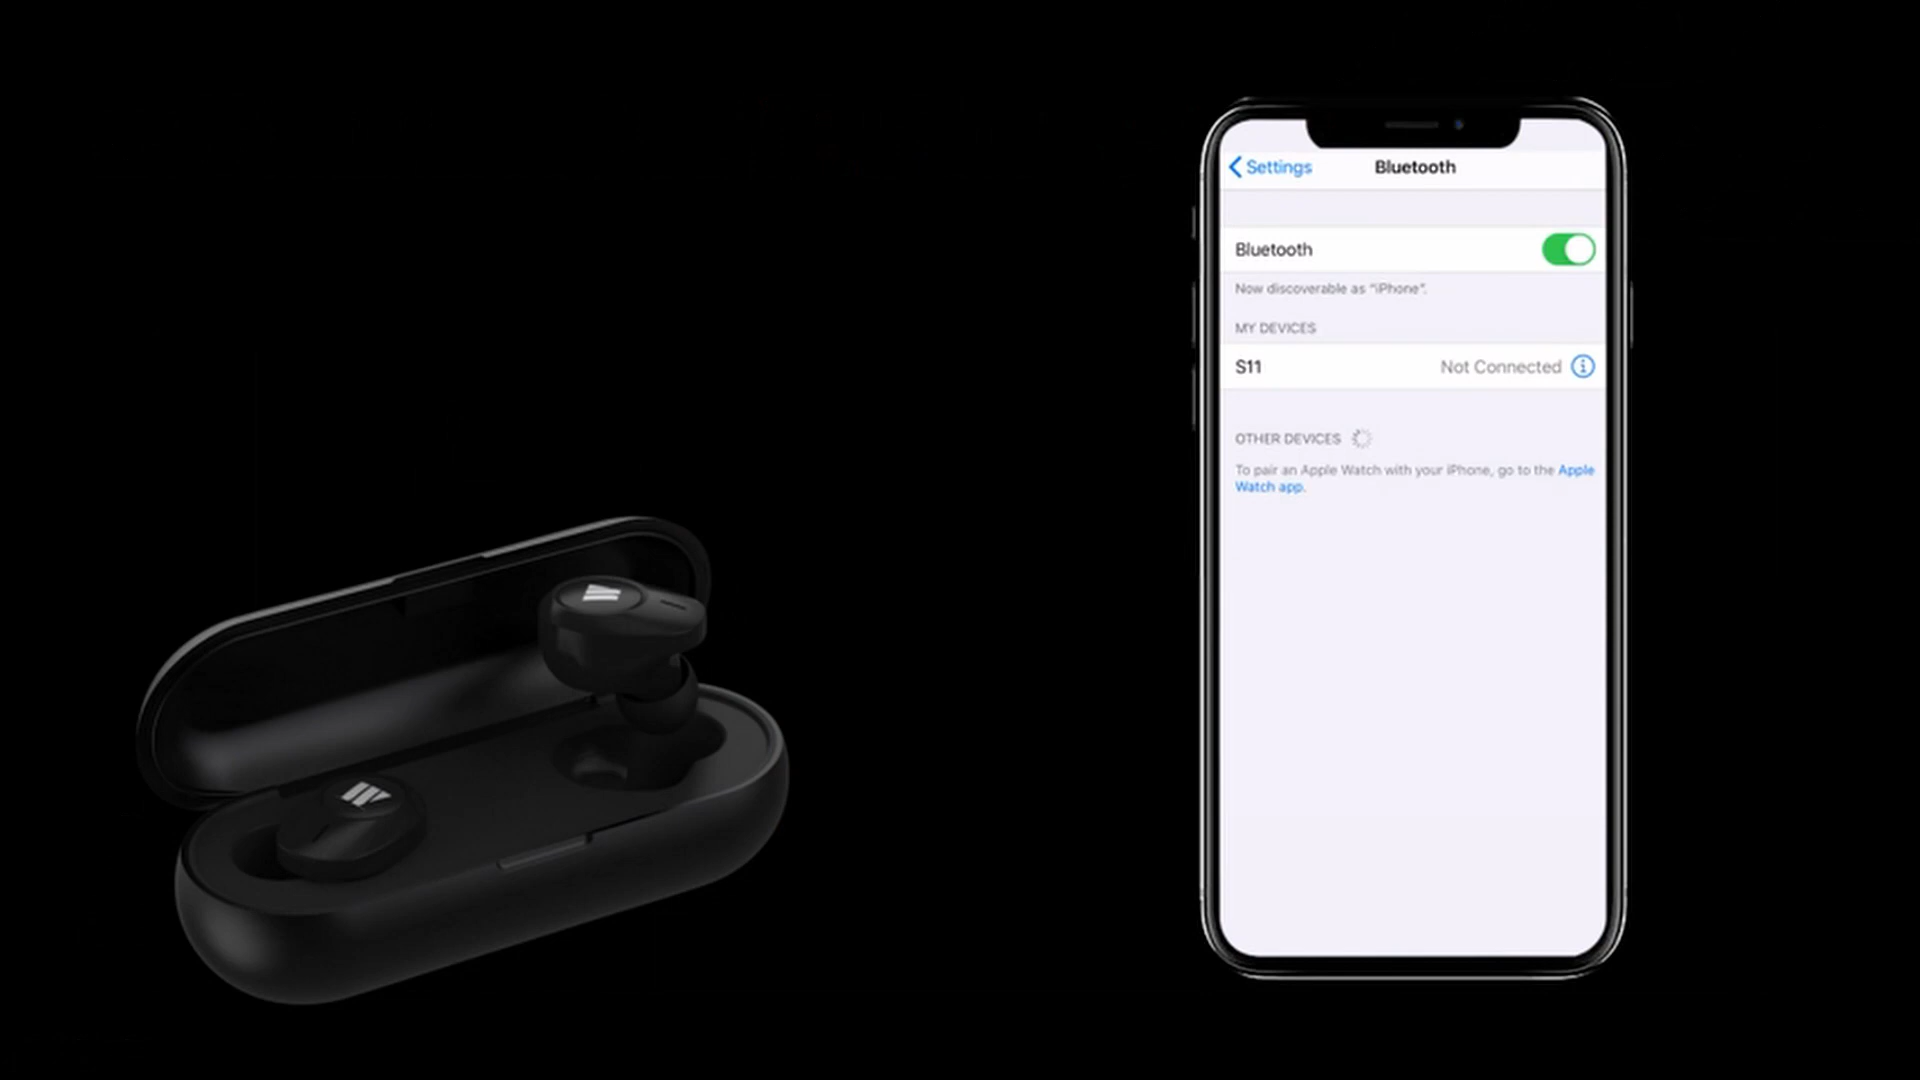 Settings
Bluetooth
Bluetooth
Now discoverable as “iPhone”.
MY DEVICES
S11
Not Connected
OTHER DEVICES
To pair an Apple Watch with your iPhone, go to the Apple
Watch app.